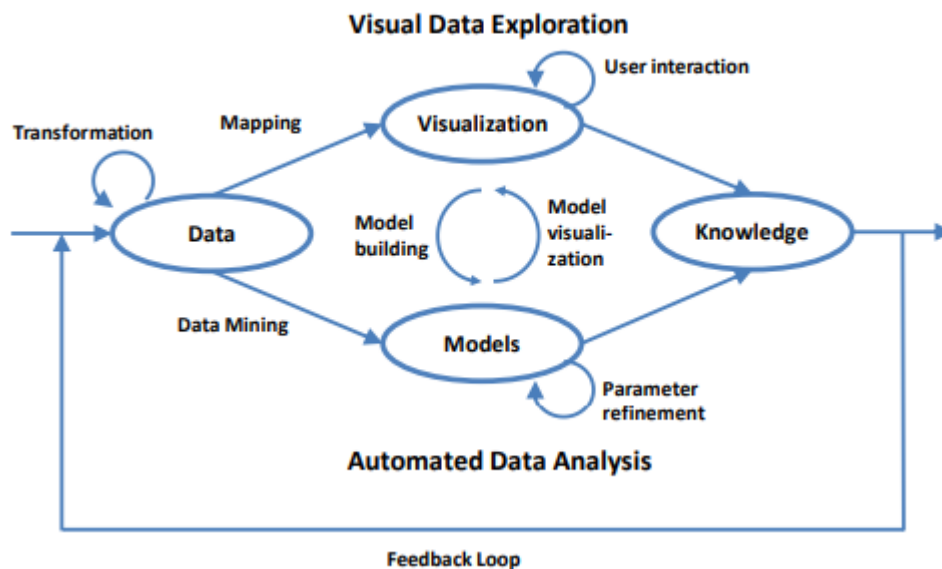 Visual Data Exploration
User interaction
Transformation
Mapping
Visualization
Data
Model
building
Model
visuali-
zation
Knowledge
Data Mining
Models
Parameter
refinement
Automated Data Analysis
Feedback Loop